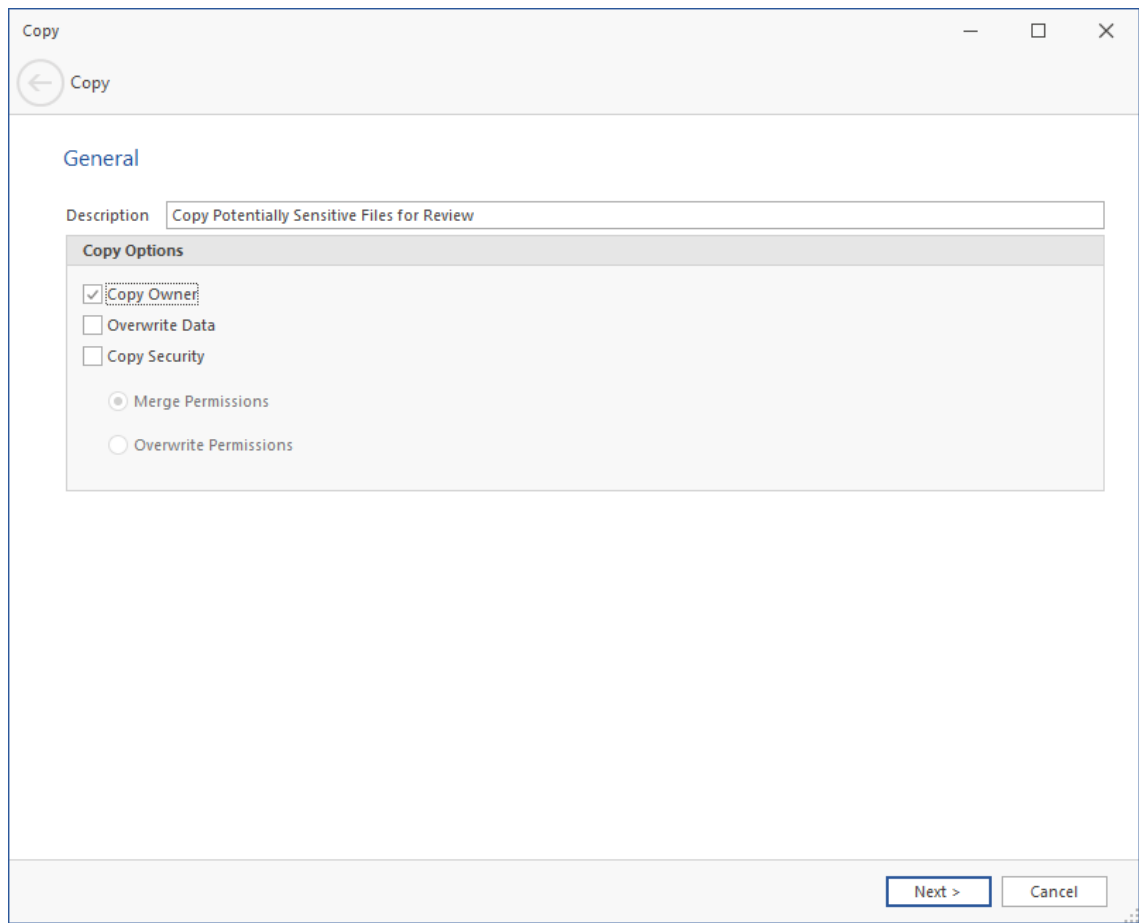 Copy
Copy
General
Description Copy Potentially Sensitive Files for Review
Copy Options
Copy Owner
Overwrite Data
Copy Security
Merge Permissions
Overwrite Permissions
Next > Cancel